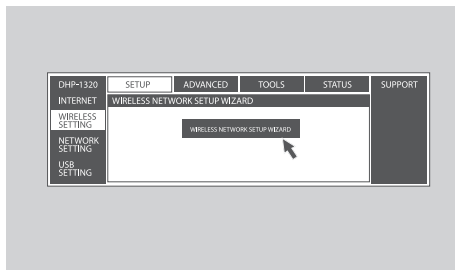 DHP-1320 SETUP ADVANCED TOOLS STATUS SUPPORT
INTERNET
WIRELESS NETWORK SETUP WIZARD
WIRELESS
SETTING
WIRELESS NETWORK SETUP WIZARD
NETWORK
SETTING
USB
SETTING